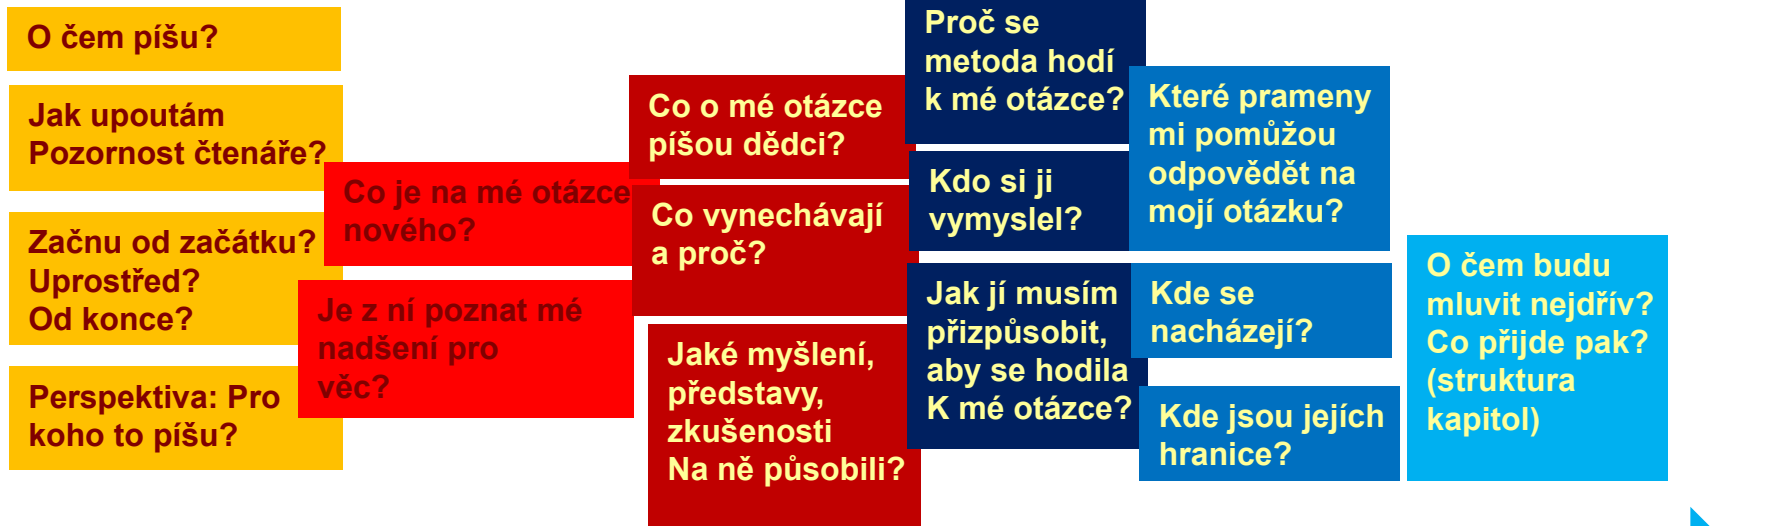 O čem píšu?
Jak upoutám
Pozornost čtenáře?
Začnu od začátku?
Uprostřed?
Od konce?
Perspektiva: Pro
koho to píšu?
Co je na mé otázce
nového?
Je z ní poznat mé
nadšení pro
věc?
Co o mé otázce
píšou dědci?
Co vynechávají
a proč?
Jaké myšlení,
představy,
zkušenosti
Na ně působili?
Proč se
metoda hodí
k mé otázce?
Kdo si ji
vymyslel?
Jak jí musím
přizpůsobit,
aby se hodila
K mé otázce?
Které prameny
mi pomůžou
odpovědět na
mojí otázku?
Kde se
nacházejí?
Kde jsou jejích
hranice?
O čem budu
mluvit nejdřív?
Co přijde pak?
(struktura
kapitol)